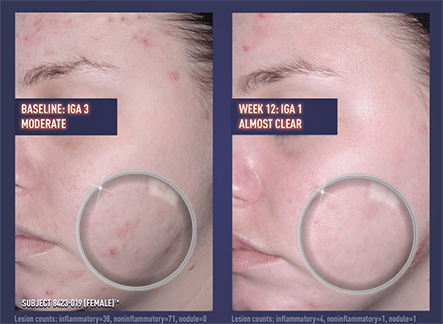 BASELINE: IGA 3
MODERATE
WEEK 12: IGA 1
ALMOST CLEAR
SUBJECT 8423-019 (FEMALE)**
Lesion counts: inflammatory=38, noninflammatory=71, nodule=0
Lesion counts: inflammatory=4, noninflammatory=1, nodule=1